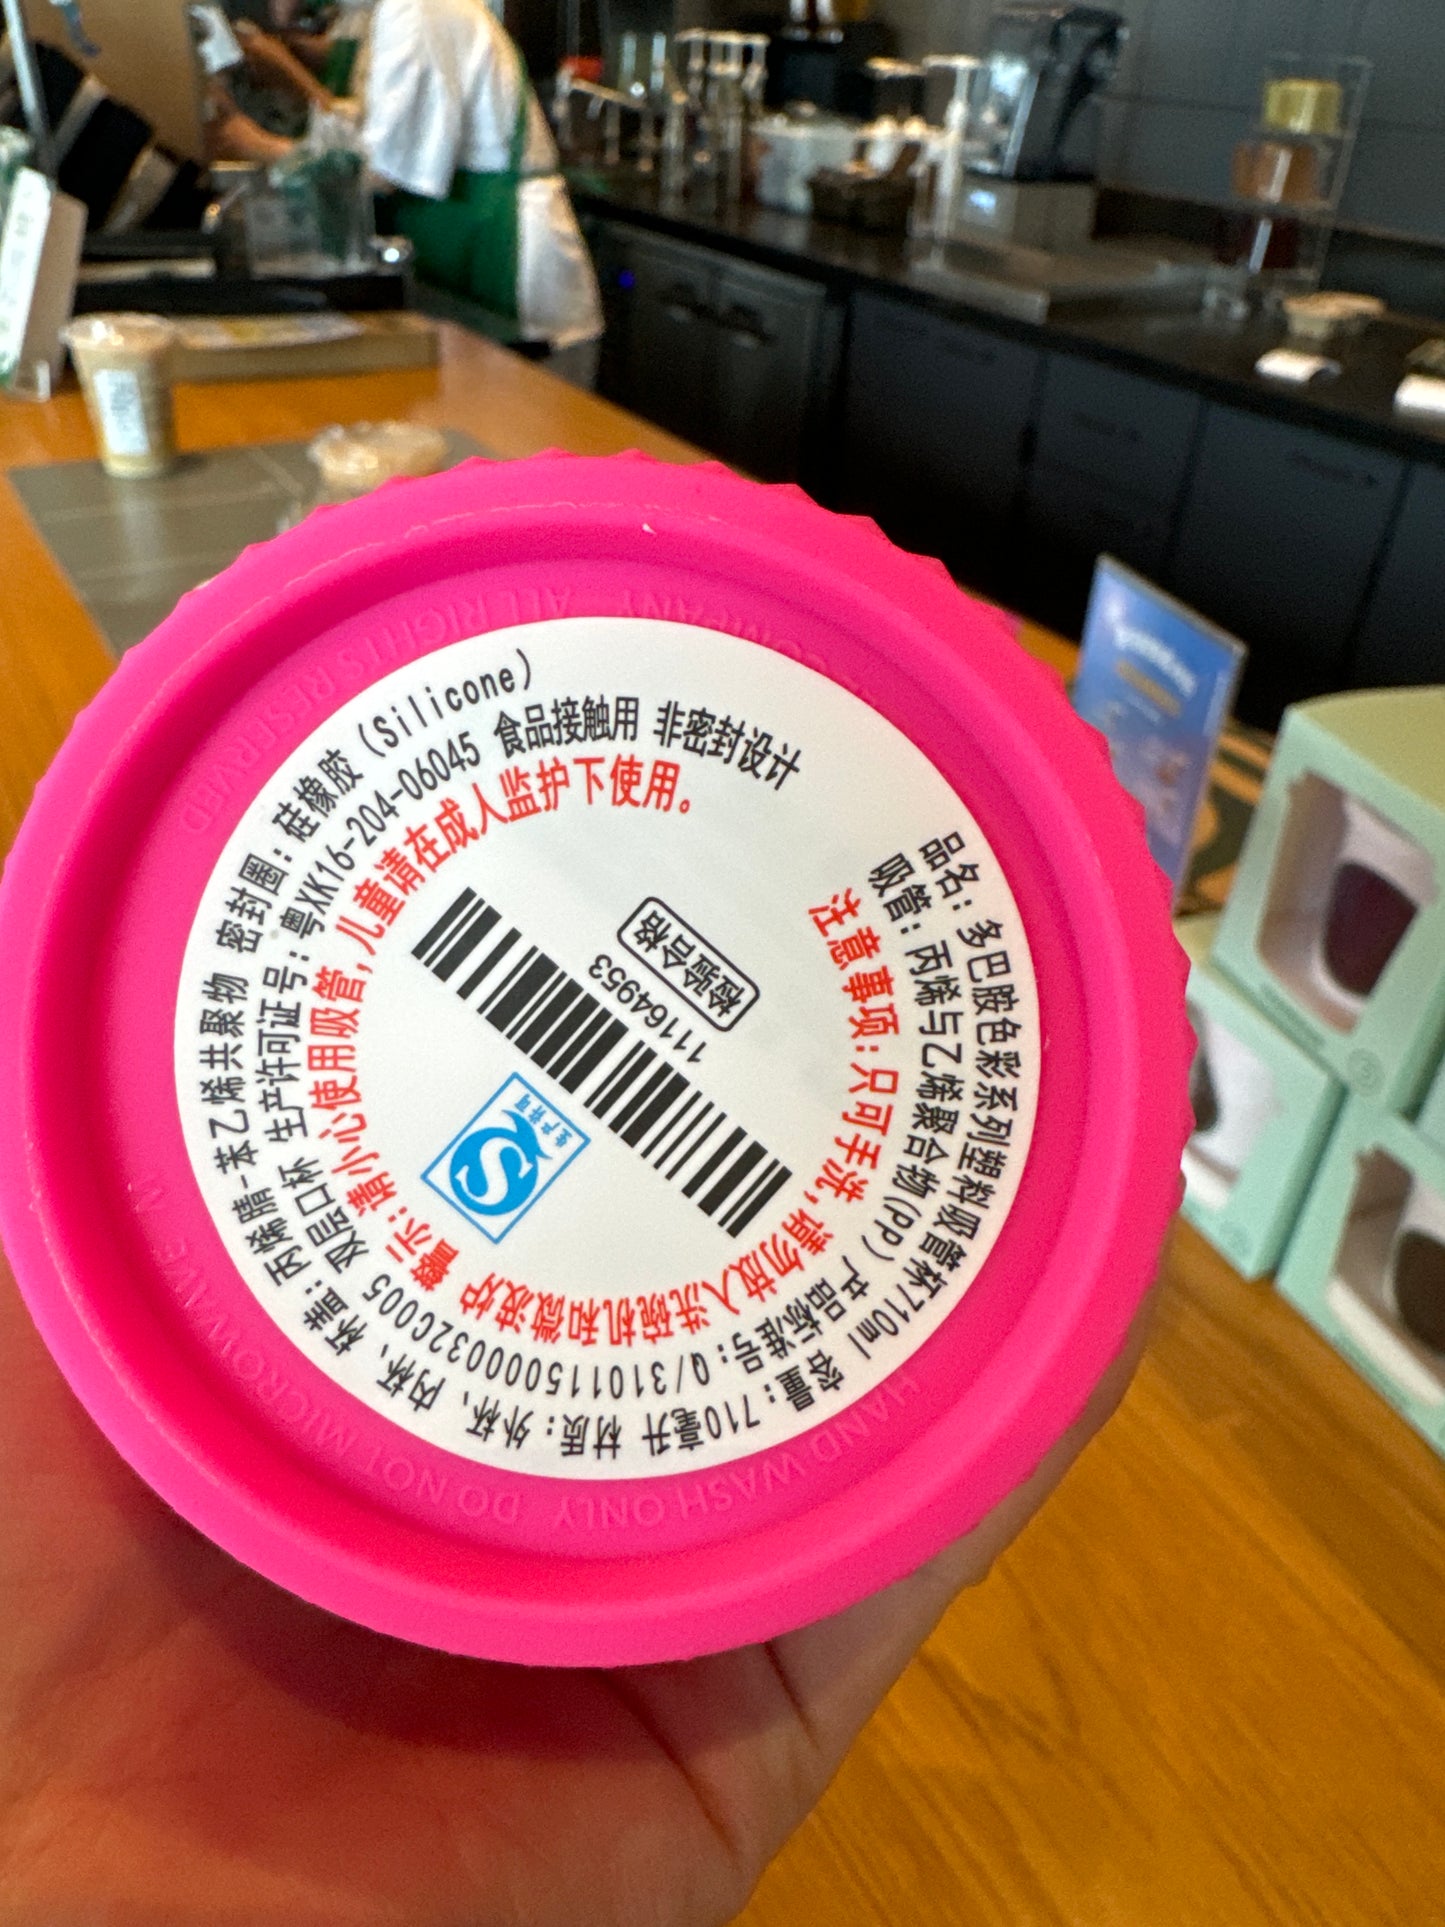 品名：多巴胺色彩系列塑料吸管杯710ml 容量：710毫升 材质：外杯、内杯、杯盖：丙烯腈-苯乙烯共聚物 密封圈：硅橡胶(Silicone)
吸管：丙烯与乙烯聚合物(PP) 产品标准号：Q/3101150000032C005 双层口杯 生产许可证号：粤XK16-204-06045 食品接触用 非密封设计
注意事项：只可手洗，请勿放入洗碗机和微波炉 警示：请小心使用吸管，儿童请在成人监护下使用。
检验合格
11164953
S
生产许可
HAND WASH ONLY DO NOT MICROWAVE
COMPANY ALL RIGHTS RESERVED